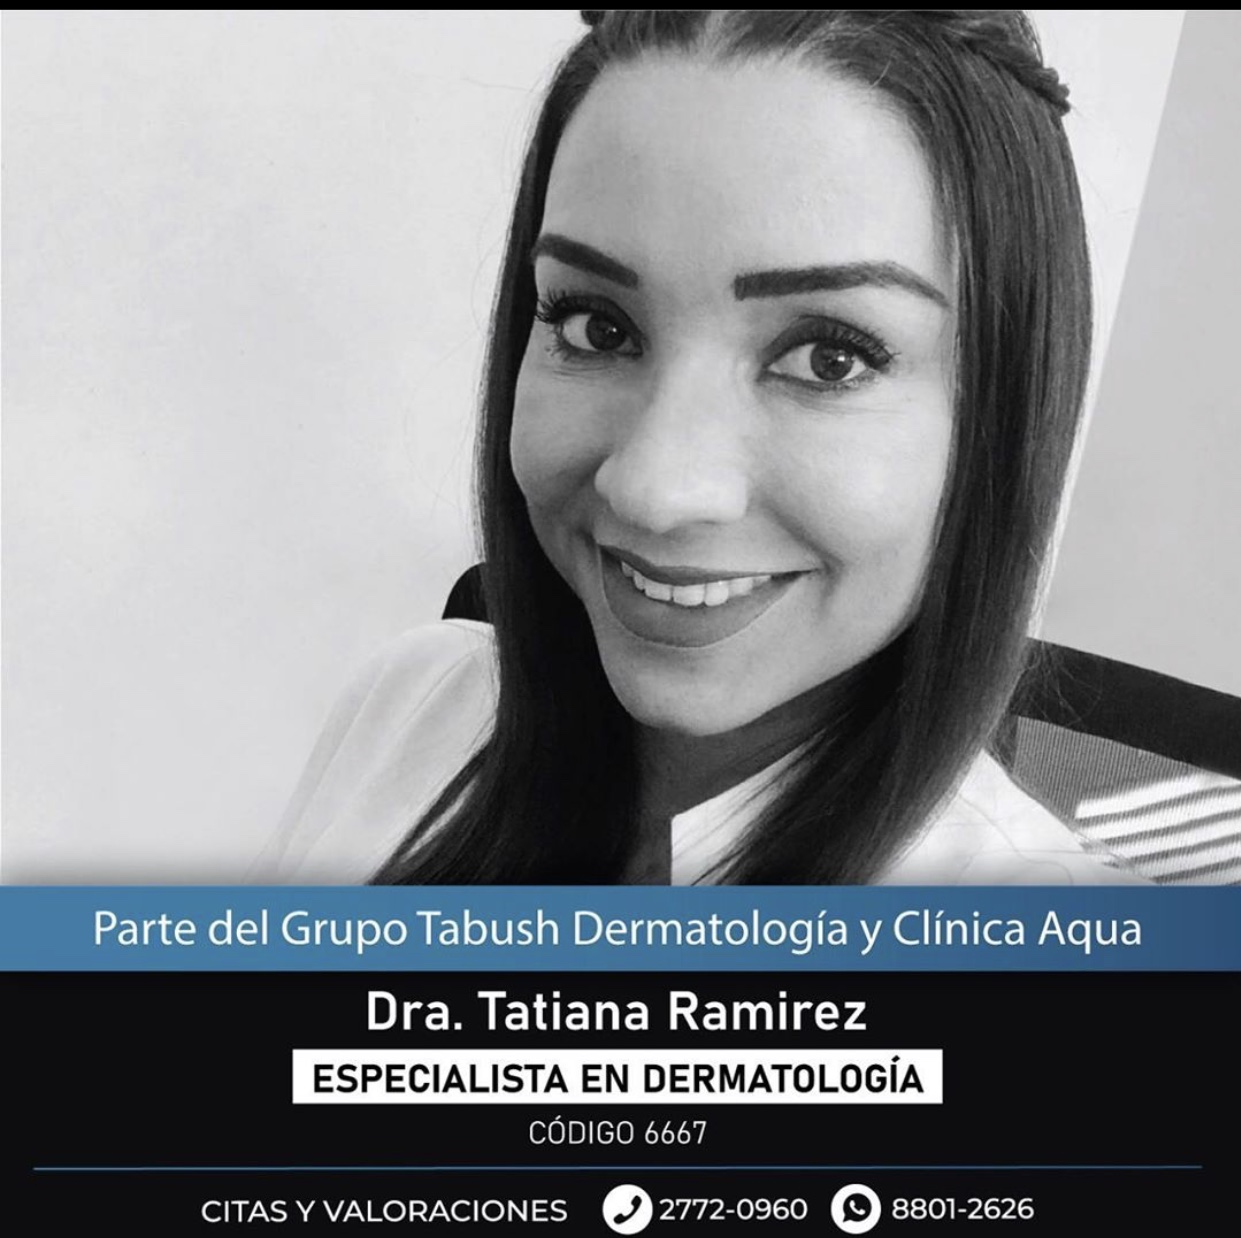 Parte del Grupo Tabush Dermatología y Clínica Aqua
Dra. Tatiana Ramirez
ESPECIALISTA EN DERMATOLOGÍA
CÓDIGO 6667
CITAS Y VALORACIONES 2772-0960 8801-2626